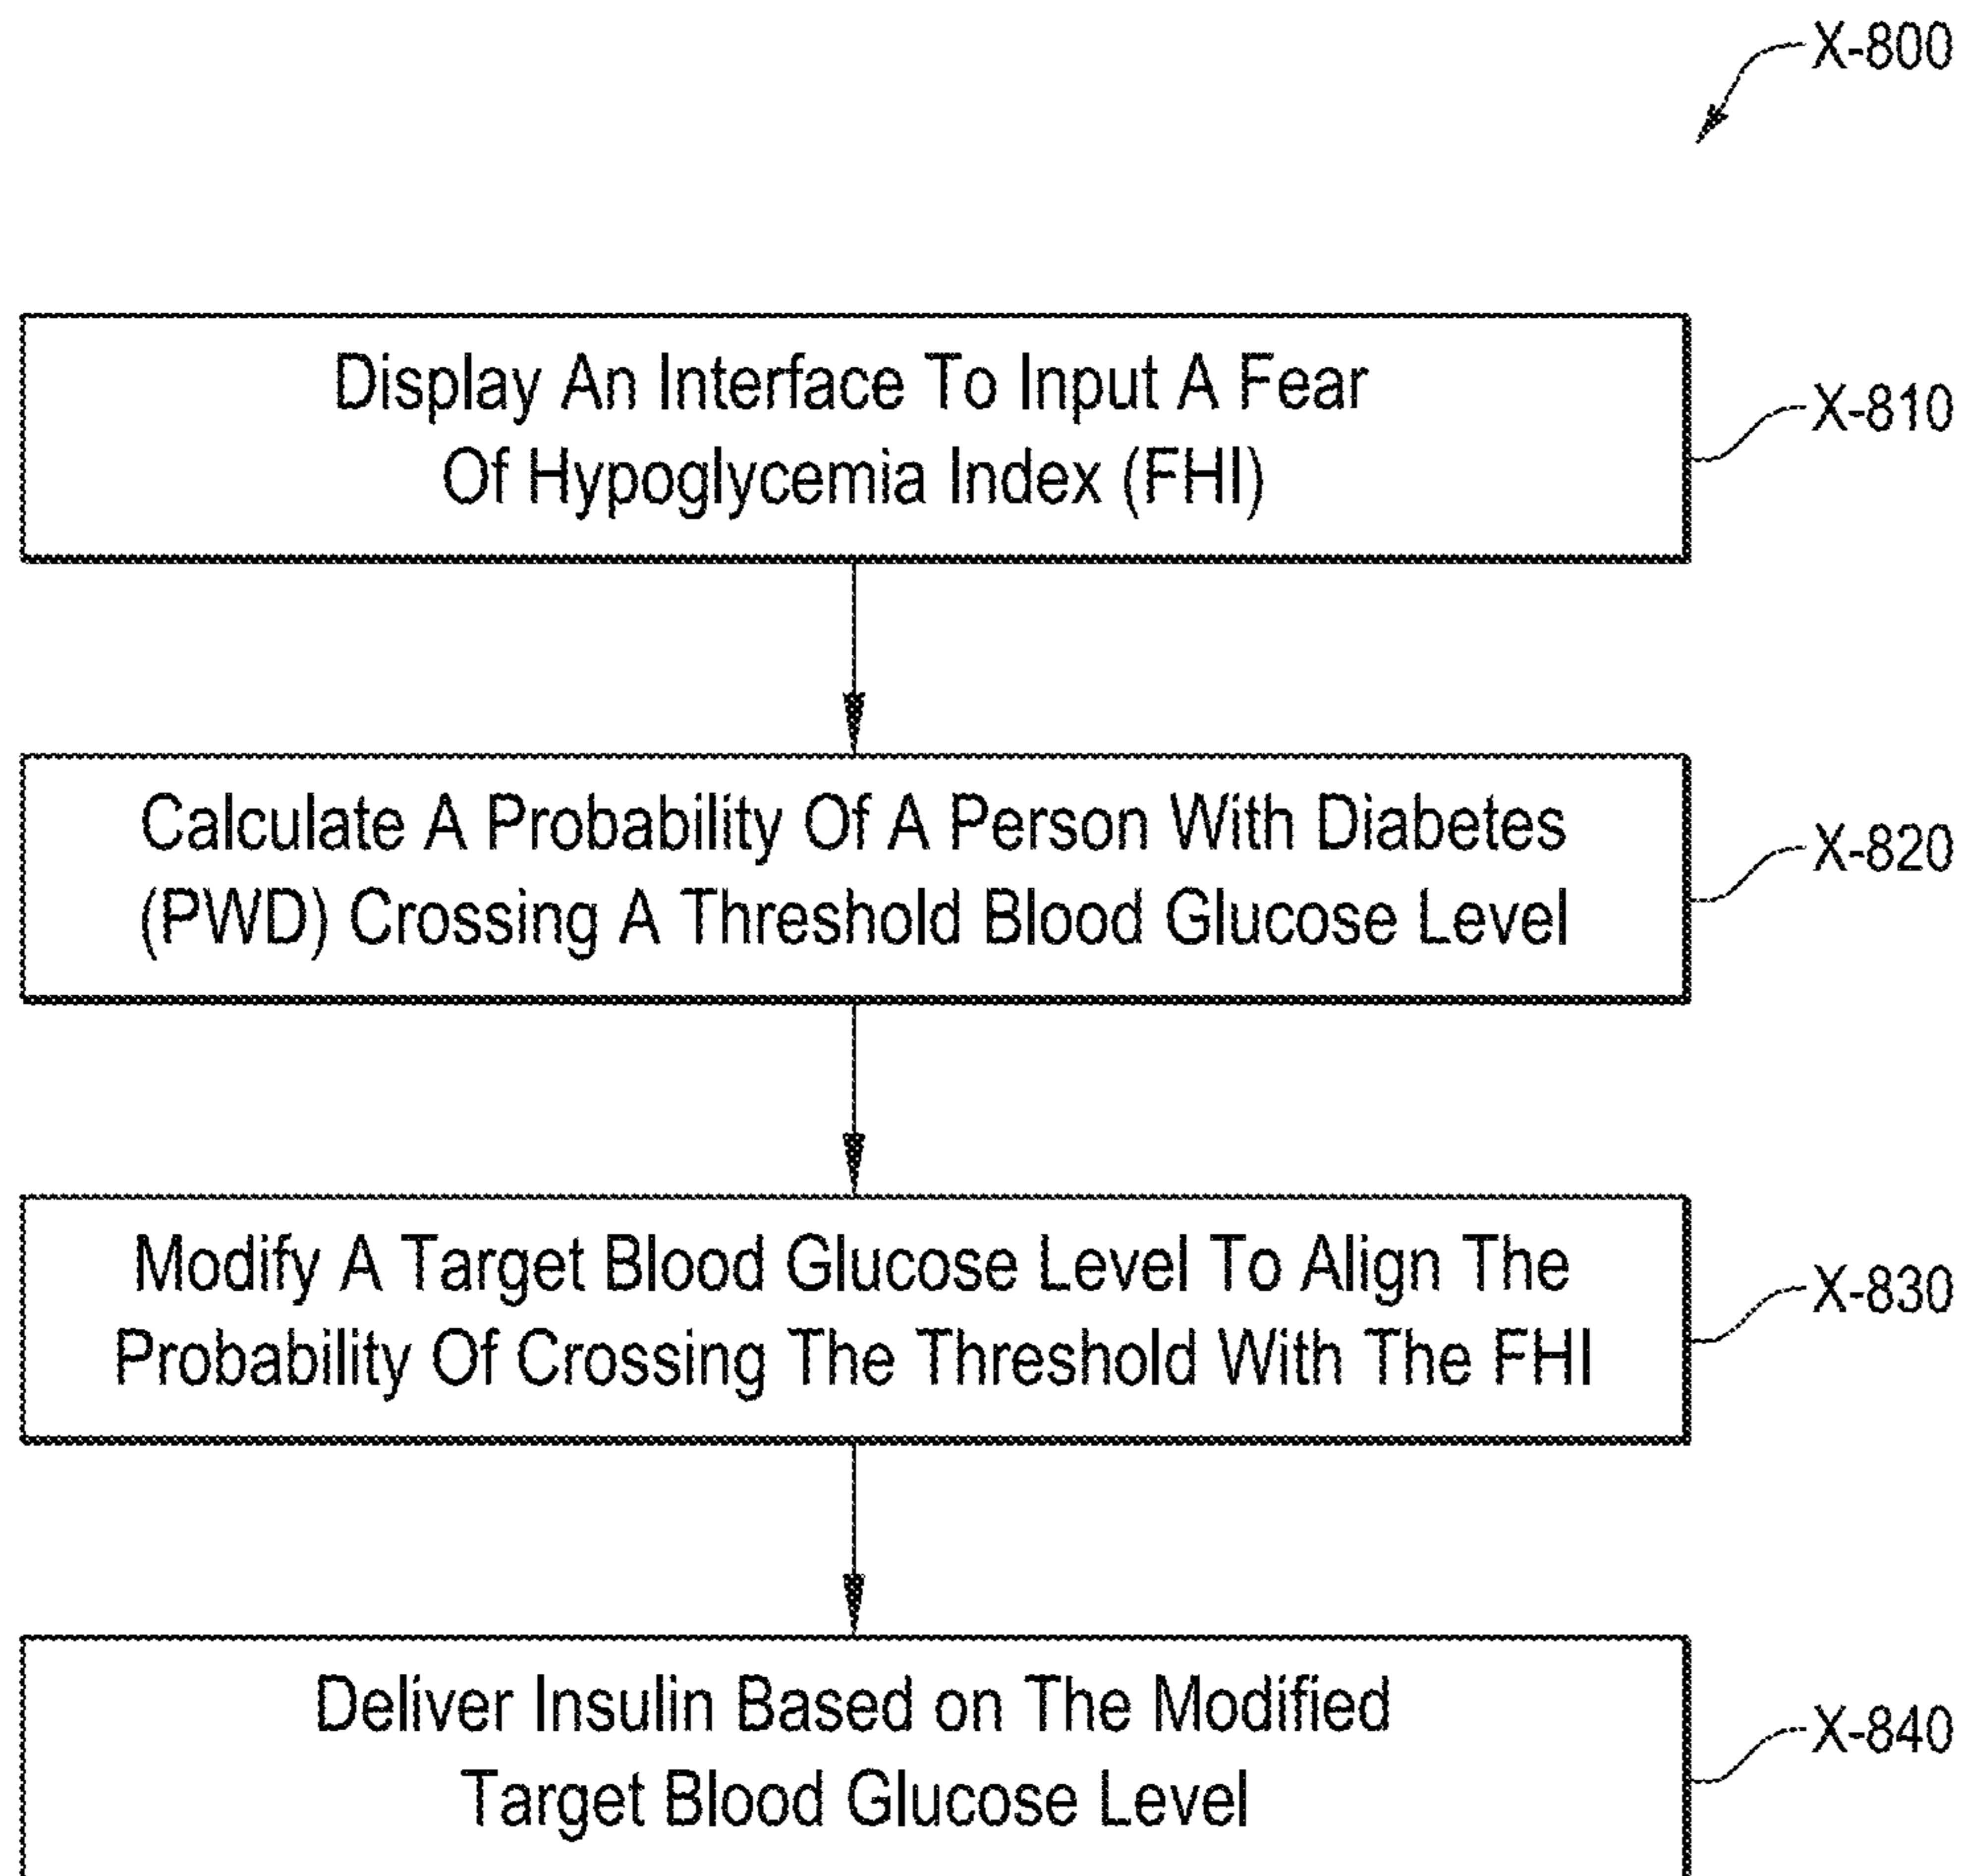 X-800
Display An Interface To Input A Fear
Of Hypoglycemia Index (FHI)
X-810
Calculate A Probability Of A Person With Diabetes
(PWD) Crossing A Threshold Blood Glucose Level
X-820
Modify A Target Blood Glucose Level To Align The
Probability Of Crossing The Threshold With The FHI
X-830
Deliver Insulin Based on The Modified
Target Blood Glucose Level
X-840